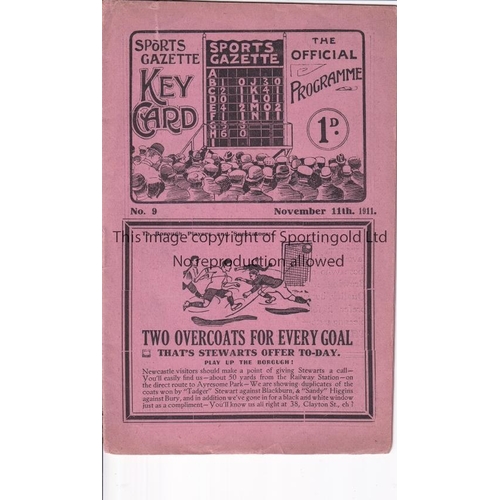 SPORTS
GAZETTE
KEY
CARD
SPORTS
GAZETTE
THE
OFFICIAL
PROGRAMME
1D.
No. 9
November 11th. 1911.
This image copyright of Sportingold Ltd
No reproduction allowed
TWO OVERCOATS FOR EVERY GOAL
THAT'S STEWARTS OFFER TO-DAY.
PLAY UP THE BOROUGH!
Newcastle visitors should make a point of giving Stewarts a call—
You'll easily find us—about 50 yards from the Railway Station—on
the direct route to Ayresome Park—We are showing duplicates of the
coats won by "Tadger" Stewart against Blackburn, & "Sandy" Higgins
against Bury, and in addition we've gone in for a black and white window
just as a compliment—You'll know us all right at 38, Clayton St., eh?